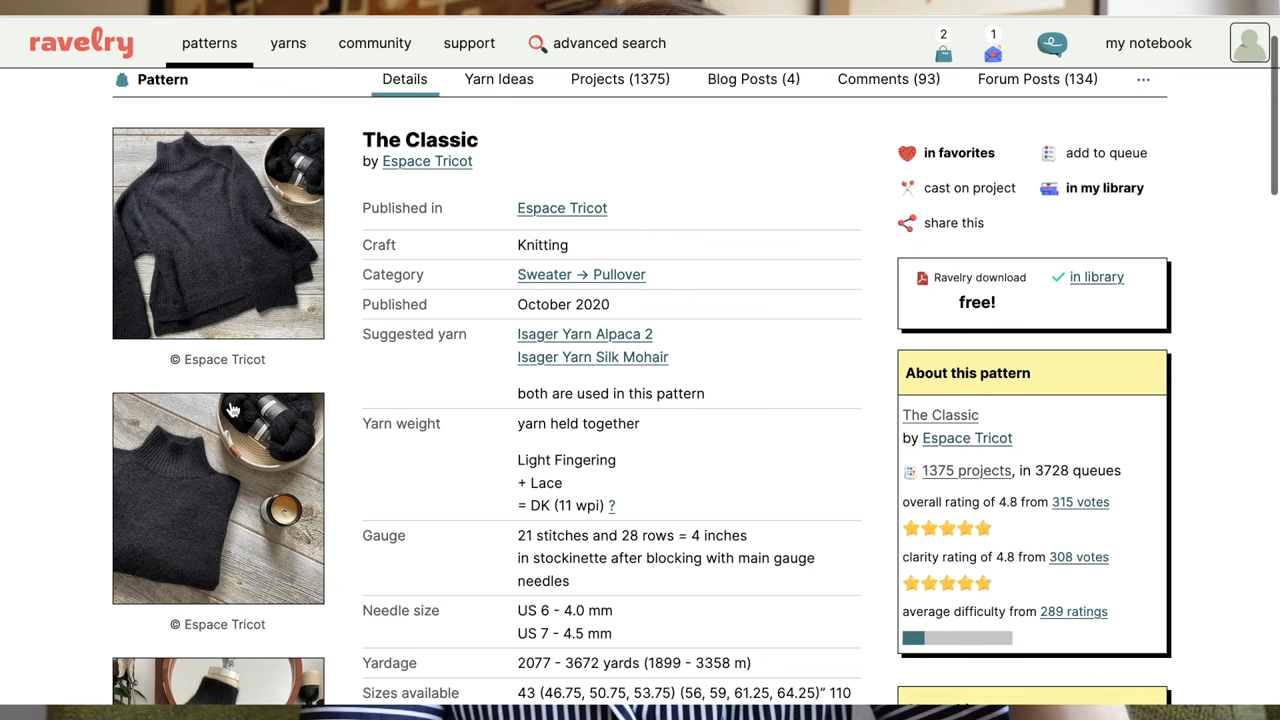 ravelry
patterns
yarns
community
support
advanced search
2
1
my notebook
Pattern
Details
Yarn Ideas
Projects (1375)
Blog Posts (4)
Comments (93)
Forum Posts (134)
···
The Classic
by Espace Tricot
Published in Espace Tricot
Craft Knitting
Category Sweater → Pullover
Published October 2020
Suggested yarn Isager Yarn Alpaca 2
Isager Yarn Silk Mohair
both are used in this pattern
Yarn weight yarn held together
Light Fingering
+ Lace
= DK (11 wpi) ?
Gauge 21 stitches and 28 rows = 4 inches
in stockinette after blocking with main gauge
needles
Needle size US 6 - 4.0 mm
US 7 - 4.5 mm
Yardage 2077 - 3672 yards (1899 - 3358 m)
Sizes available 43 (46.75, 50.75, 53.75) (56, 59, 61.25, 64.25)” 110
© Espace Tricot
© Espace Tricot
in favorites
add to queue
cast on project
in my library
share this
Ravelry download
in library
free!
About this pattern
The Classic
by Espace Tricot
1375 projects, in 3728 queues
overall rating of 4.8 from 315 votes
clarity rating of 4.8 from 308 votes
average difficulty from 289 ratings